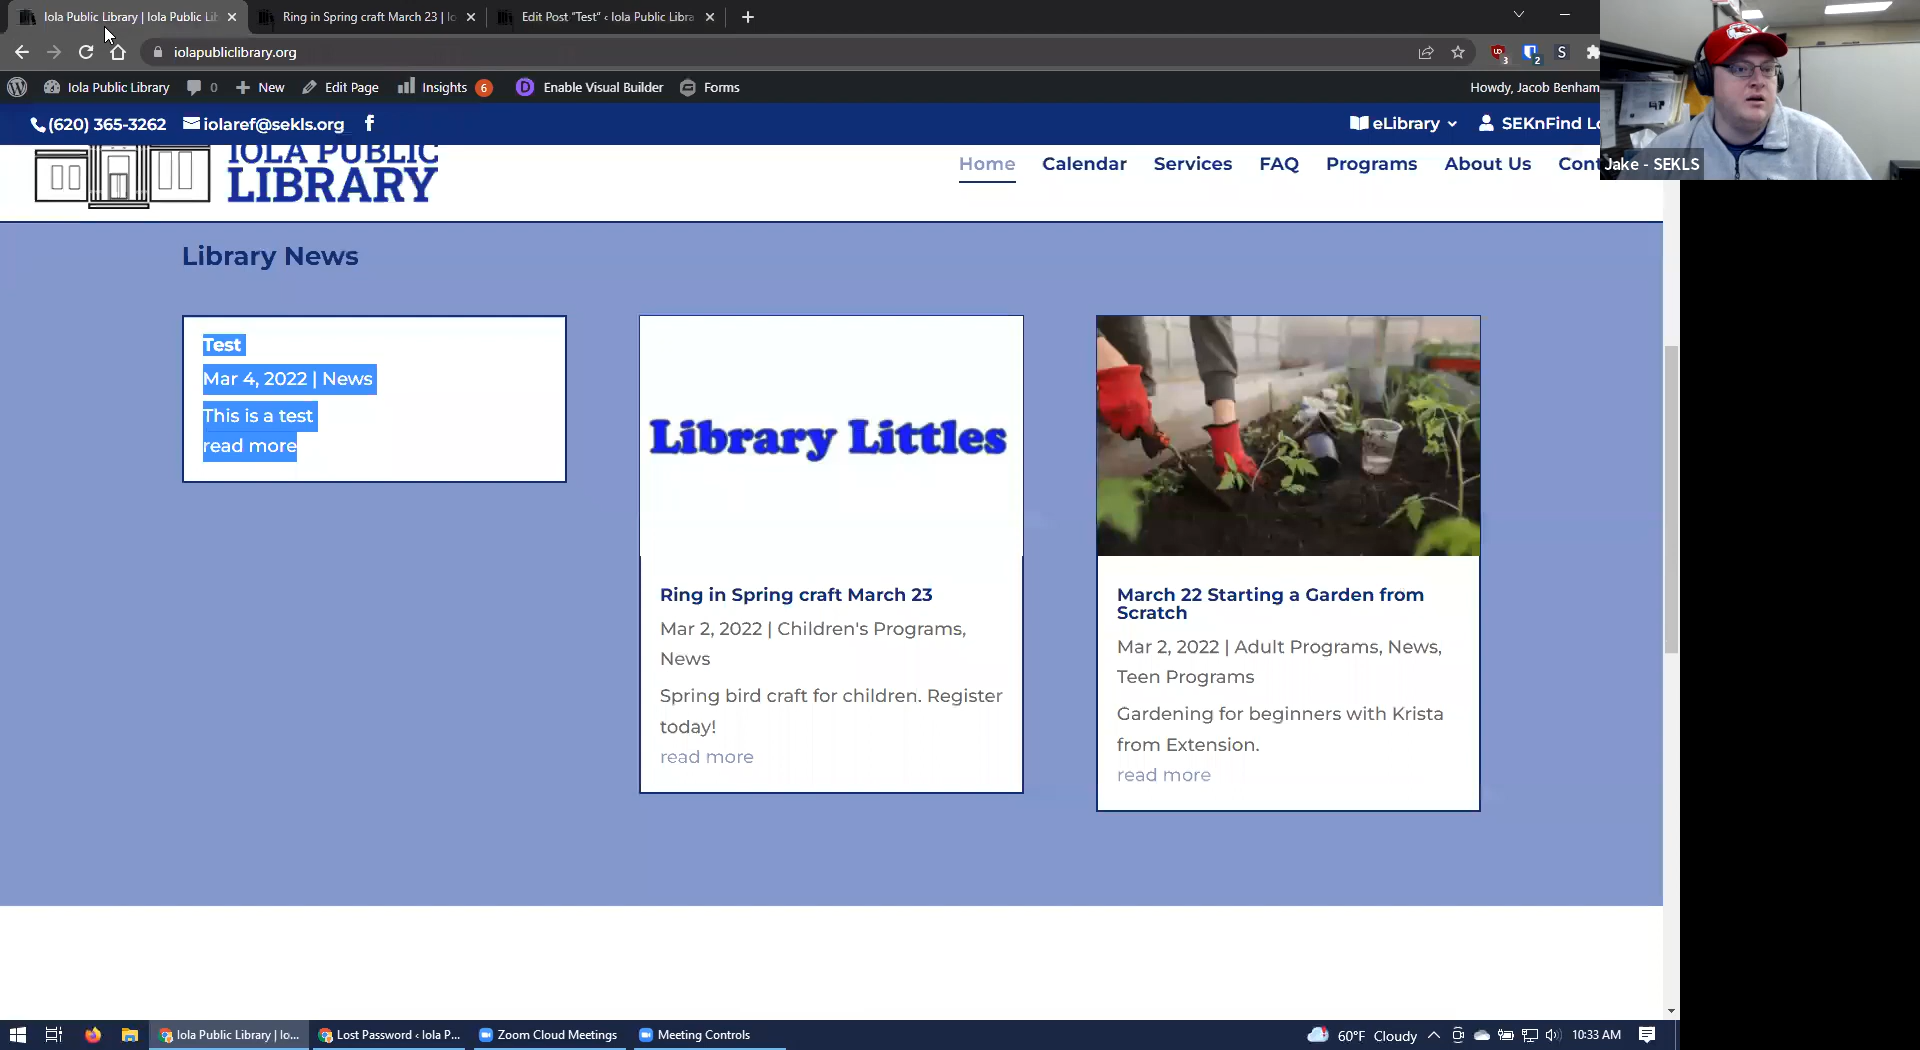 Iola Public Library | Iola Public Li
Ring in Spring craft March 23 | Io
Edit Post “Test” ‹ Iola Public Libra
iolapubliclibrary.org
3
2
S
Iola Public Library
0
New
Edit Page
Insights 6
D Enable Visual Builder
Forms
Howdy, Jacob Benham
(620) 365-3262
iolaref@sekls.org
eLibrary
SEKnFind Lo
Jake - SEKLS
IOLA PUBLIC
LIBRARY
Home
Calendar
Services
FAQ
Programs
About Us
Cont
Library News
Test
Mar 4, 2022 | News
This is a test
read more
Library Littles
Ring in Spring craft March 23
Mar 2, 2022 | Children's Programs,
News
Spring bird craft for children. Register
today!
read more
March 22 Starting a Garden from
Scratch
Mar 2, 2022 | Adult Programs, News,
Teen Programs
Gardening for beginners with Krista
from Extension.
read more
Iola Public Library | Io...
Lost Password ‹ Iola P...
Zoom Cloud Meetings
Meeting Controls
60°F Cloudy
10:33 AM